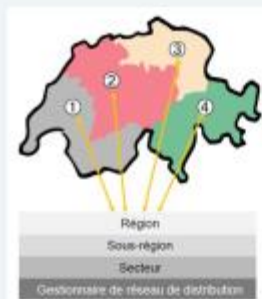 ①
②
③
④
Région
Sous-région
Secteur
Gestionnaire de réseau de distribution